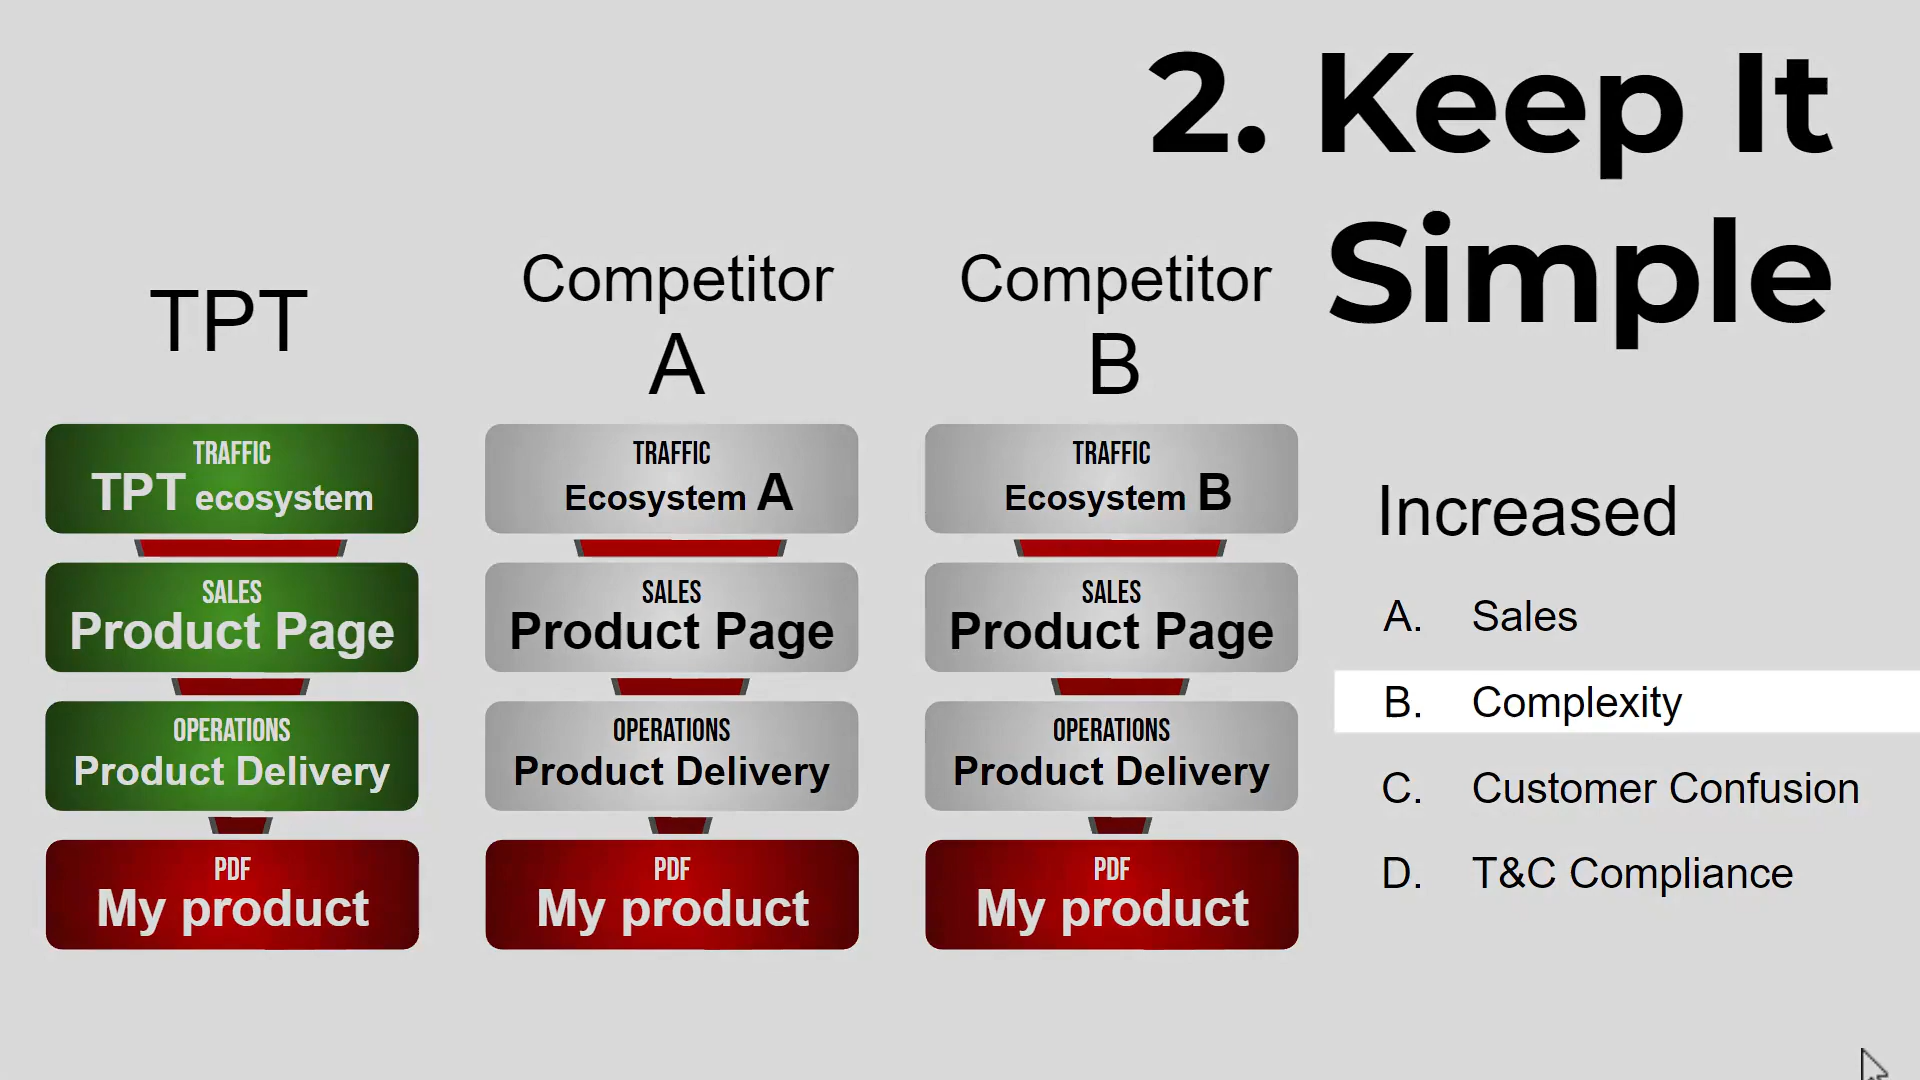 2. Keep It
Simple
TPT
TRAFFIC
TPT ecosystem
SALES
Product Page
OPERATIONS
Product Delivery
PDF
My product
Competitor
A
TRAFFIC
Ecosystem A
SALES
Product Page
OPERATIONS
Product Delivery
PDF
My product
Competitor
B
TRAFFIC
Ecosystem B
SALES
Product Page
OPERATIONS
Product Delivery
PDF
My product
Increased
A. Sales
B. Complexity
C. Customer Confusion
D. T&C Compliance